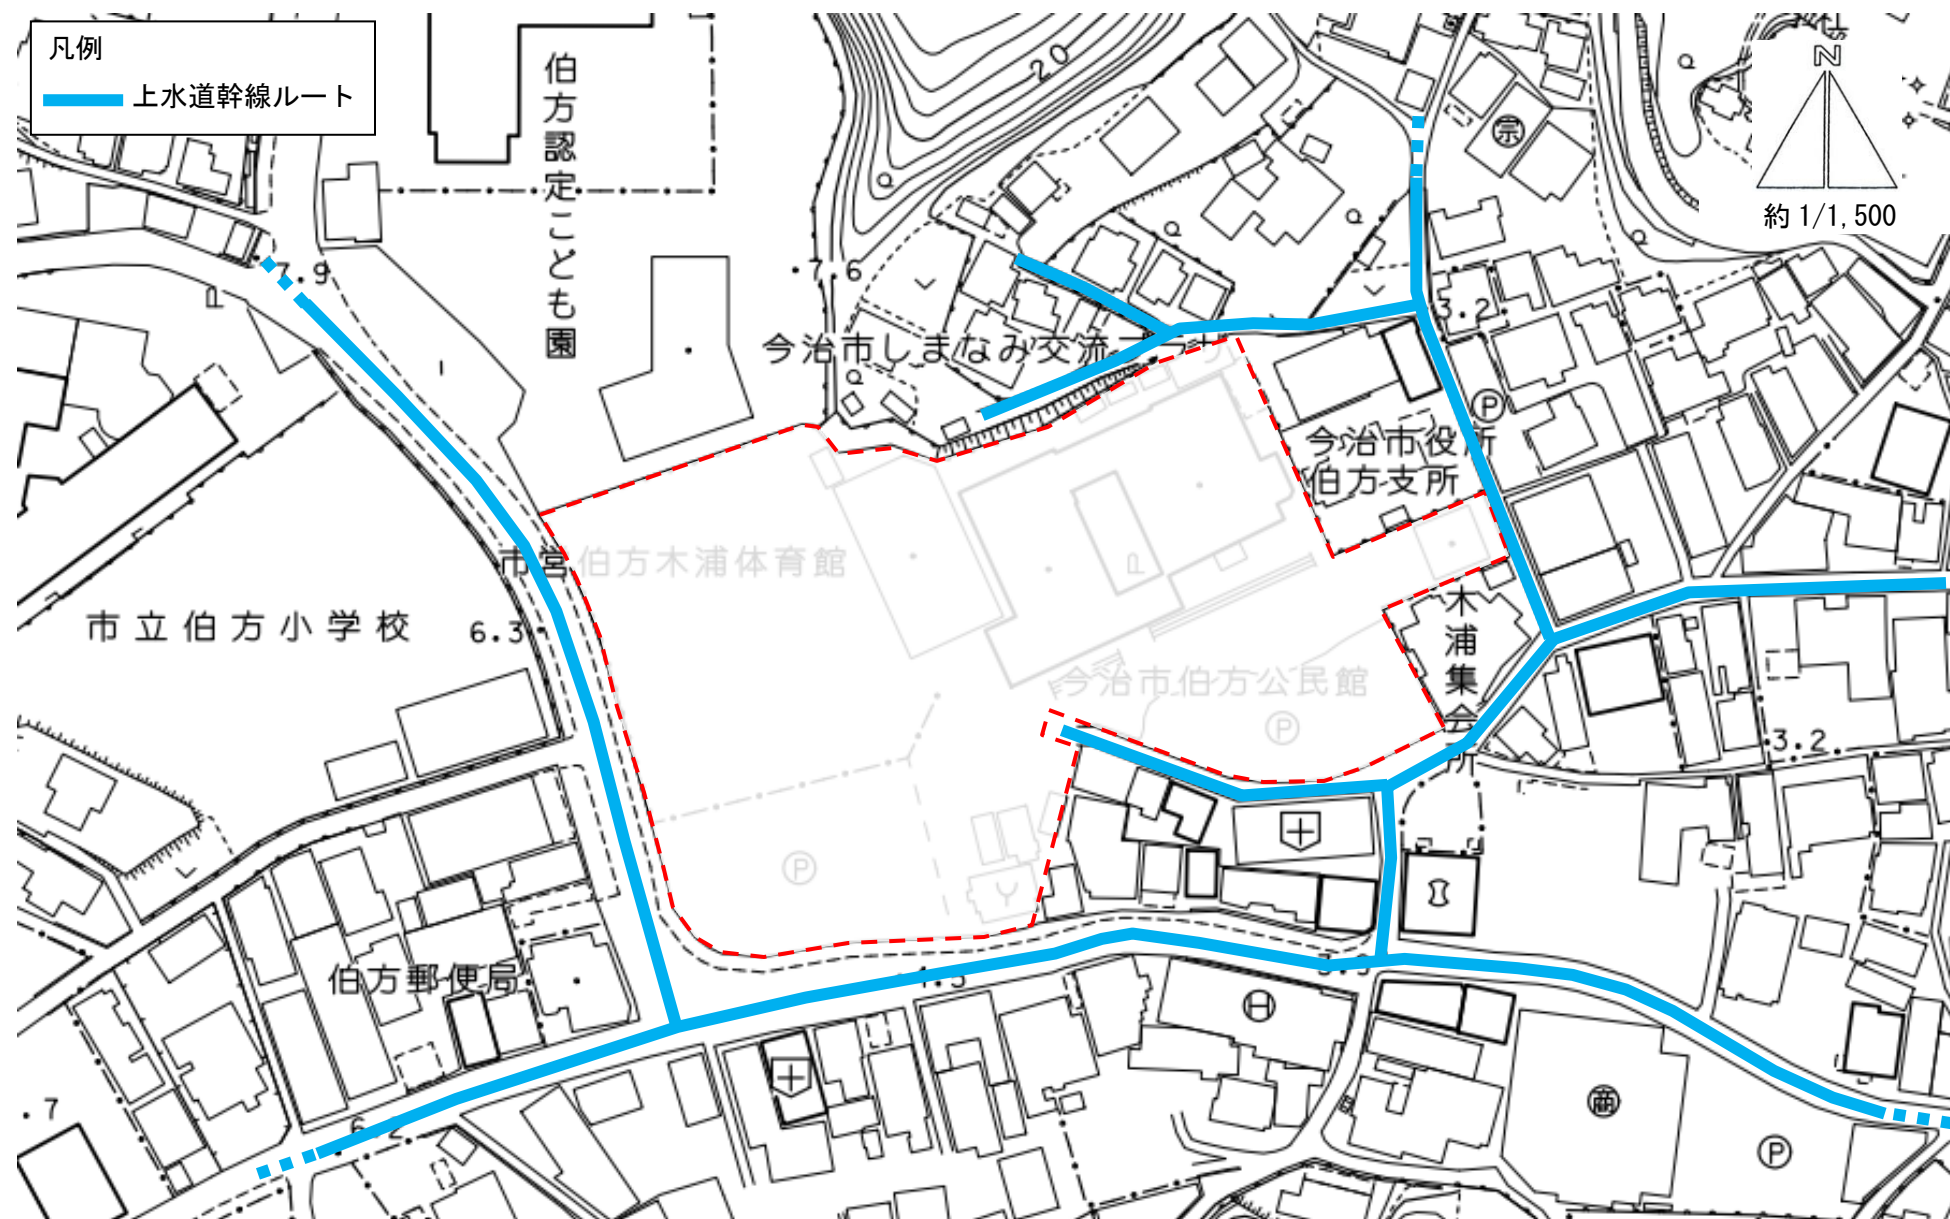 凡例
上水道幹線ルート
N
約1/1,500
20
伯方認定こども園
7.9
7.6
今治市しまなみ交流プラザ
3.2
P
今治市役所
伯方支所
市営伯方木浦体育館
市立伯方小学校
6.3
木浦集会所
今治市伯方公民館
P
3.2
P
伯方郵便局
H
商
P
.7
6.2
宗